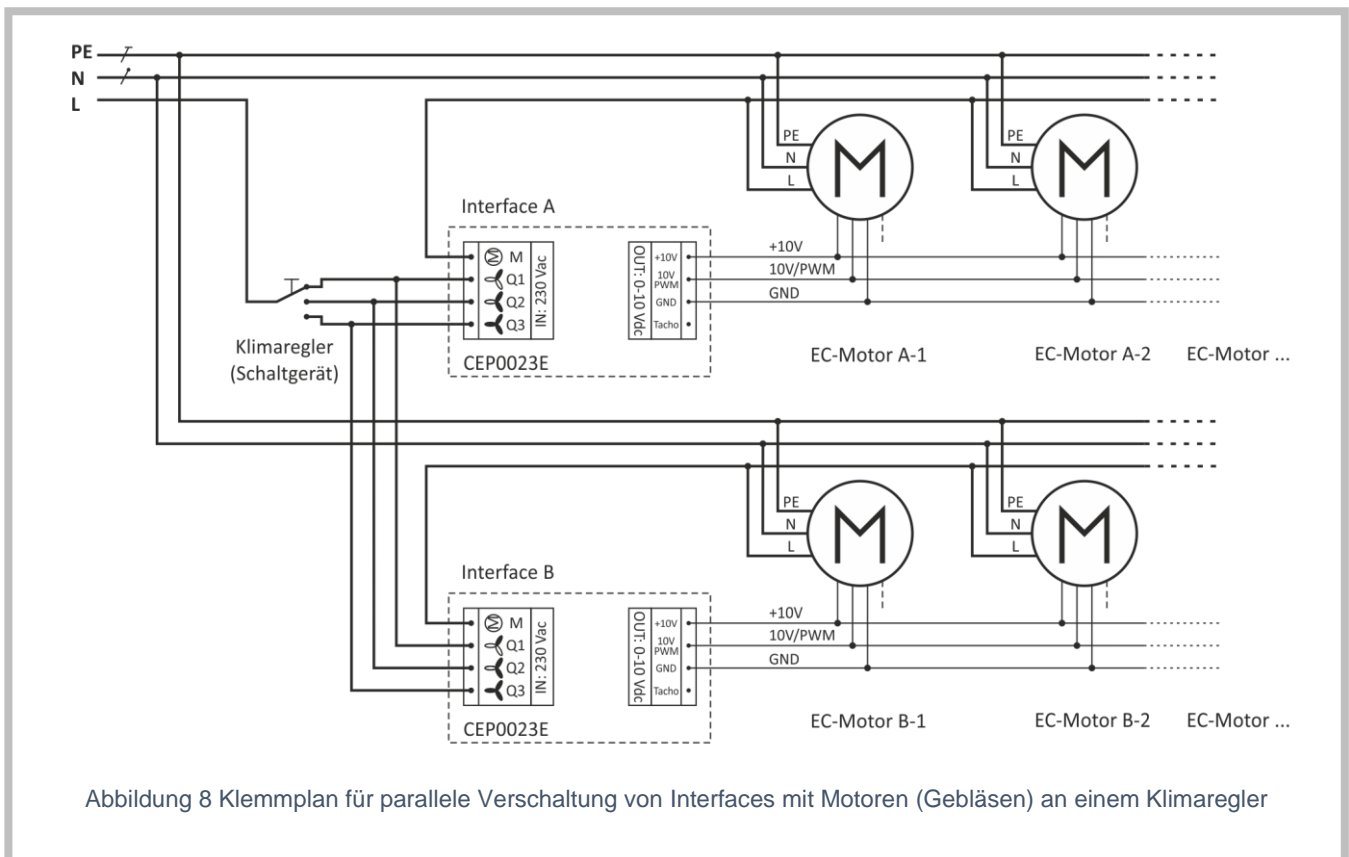 PE
N
L
PE
N
L
PE
N
L
Interface A
M
Q1
Q2
Q3
IN: 230 Vac
OUT: 0-10 Vdc
+10V
10V
PWM
GND
Tacho
+10V
10V/PWM
GND
CEP0023E
Klimaregler
(Schaltgerät)
EC-Motor A-1
EC-Motor A-2
EC-Motor ...
PE
N
L
PE
N
L
Interface B
M
Q1
Q2
Q3
IN: 230 Vac
OUT: 0-10 Vdc
+10V
10V
PWM
GND
Tacho
+10V
10V/PWM
GND
CEP0023E
EC-Motor B-1
EC-Motor B-2
EC-Motor ...
Abbildung 8 Klemmplan für parallele Verschaltung von Interfaces mit Motoren (Gebläsen) an einem Klimaregler